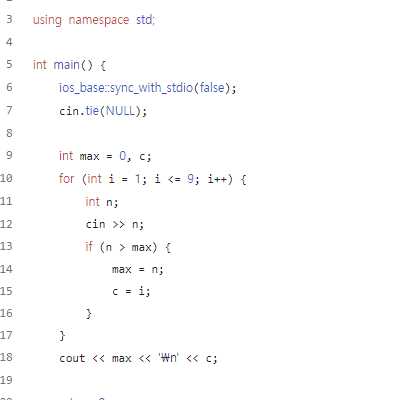 3 using namespace std;
4
5 int main() {
6 ios_base::sync_with_stdio(false);
7 cin.tie(NULL);
8
9 int max = 0, c;
10 for (int i = 1; i <= 9; i++) {
11 int n;
12 cin >> n;
13 if (n > max) {
14 max = n;
15 c = i;
16 }
17 }
18 cout << max << '₩n' << c;
19